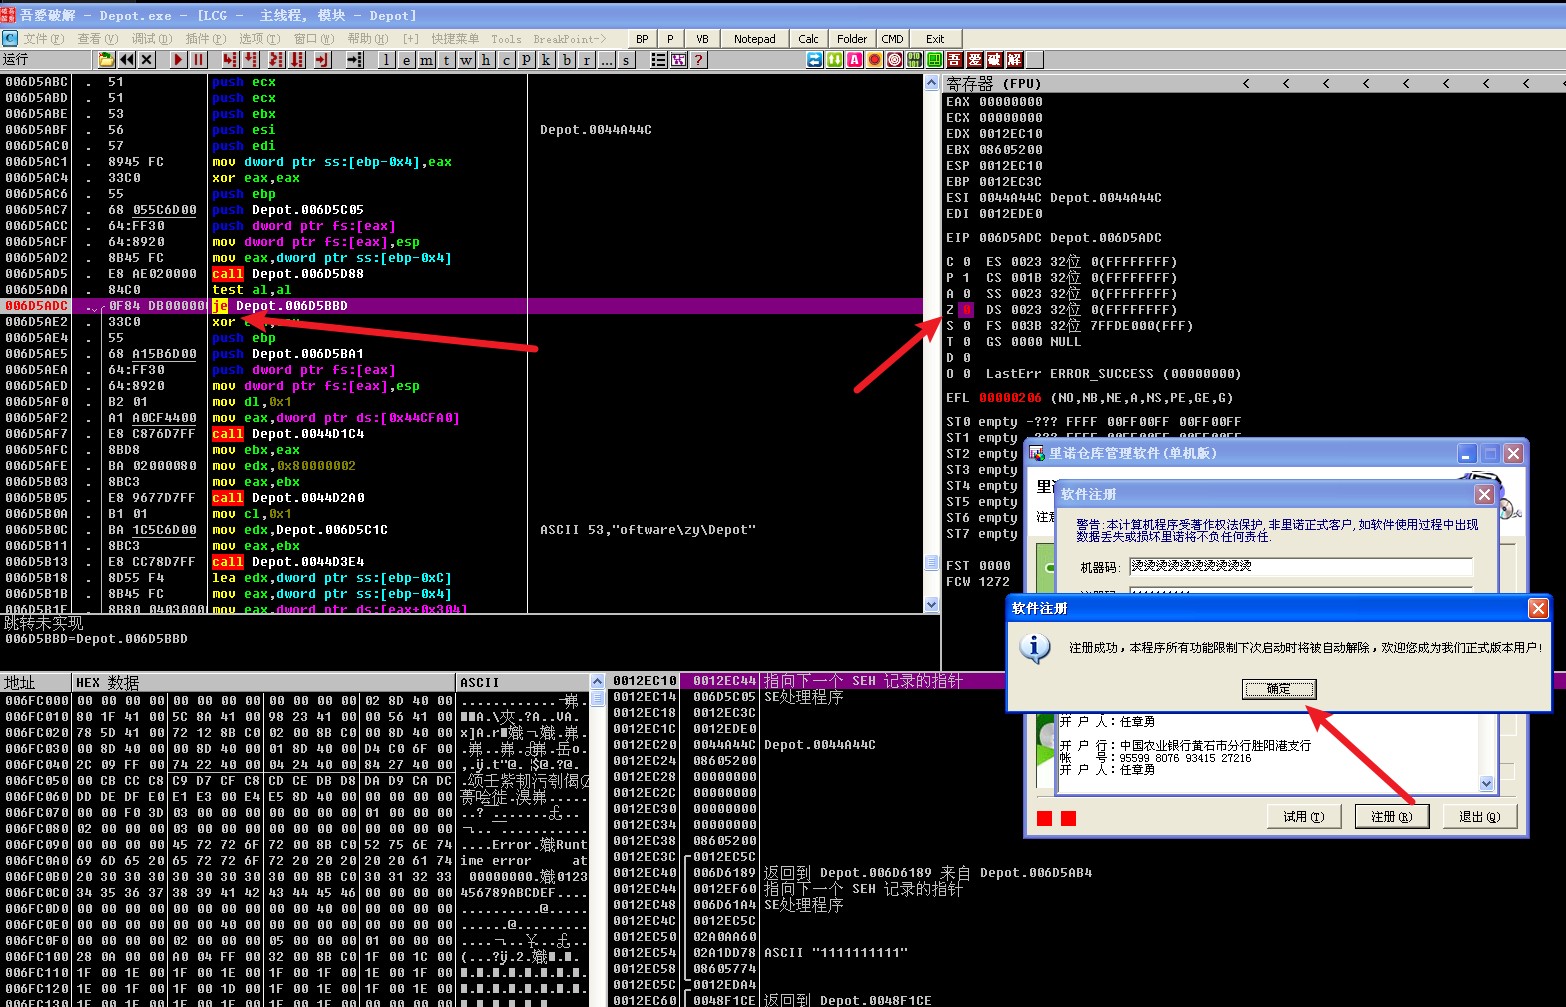 吾爱破解 - Depot.exe - [LCG - 主线程, 模块 - Depot]
文件(F) 查看(V) 调试(D) 插件(P) 选项(T) 窗口(W) 帮助(H) [+] 快捷菜单 Tools BreakPoint-> BP P VB Notepad Calc Folder CMD Exit
运行 l e m t w h c p k b r ... s ? 吾 爱 破 解
006D5ABC . 51 push ecx
006D5ABD . 51 push ecx
006D5ABE . 53 push ebx
006D5ABF . 56 push esi Depot.0044A44C
006D5AC0 . 57 push edi
006D5AC1 . 8945 FC mov dword ptr ss:[ebp-0x4],eax
006D5AC4 . 33C0 xor eax,eax
006D5AC6 . 55 push ebp
006D5AC7 . 68 055C6D00 push Depot.006D5C05
006D5ACC . 64:FF30 push dword ptr fs:[eax]
006D5ACF . 64:8920 mov dword ptr fs:[eax],esp
006D5AD2 . 8B45 FC mov eax,dword ptr ss:[ebp-0x4]
006D5AD5 . E8 AE020000 call Depot.006D5D88
006D5ADA . 84C0 test al,al
006D5ADC . 0F84 DB000000 je Depot.006D5BBD
006D5AE2 . 33C0 xor
006D5AE4 . 55 push ebp
006D5AE5 . 68 A15B6D00 push Depot.006D5BA1
006D5AEA . 64:FF30 push dword ptr fs:[eax]
006D5AED . 64:8920 mov dword ptr fs:[eax],esp
006D5AF0 . B2 01 mov dl,0x1
006D5AF2 . A1 A0CF4400 mov eax,dword ptr ds:[0x44CFA0]
006D5AF7 . E8 C876D7FF call Depot.0044D1C4
006D5AFC . 8BD8 mov ebx,eax
006D5AFE . BA 02000080 mov edx,0x80000002
006D5B03 . 8BC3 mov eax,ebx
006D5B05 . E8 9677D7FF call Depot.0044D2A0
006D5B0A . B1 01 mov cl,0x1
006D5B0C . BA 1C5C6D00 mov edx,Depot.006D5C1C ASCII 53,"oftware\zy\Depot"
006D5B11 . 8BC3 mov eax,ebx
006D5B13 . E8 CC78D7FF call Depot.0044D3E4
006D5B18 . 8D55 F4 lea edx,dword ptr ss:[ebp-0xC]
006D5B1B . 8B45 FC mov eax,dword ptr ss:[ebp-0x4]
006D5B1E . 8B80 04030000 mov eax,dword ptr ds:[eax+0x304]
跳转未实现
006D5BBD=Depot.006D5BBD
寄存器 (FPU) < < < < < < < <
EAX 00000000
ECX 00000000
EDX 0012EC10
EBX 08605200
ESP 0012EC10
EBP 0012EC3C
ESI 0044A44C Depot.0044A44C
EDI 0012EDE0
EIP 006D5ADC Depot.006D5ADC
C 0 ES 0023 32位 0(FFFFFFFF)
P 1 CS 001B 32位 0(FFFFFFFF)
A 0 SS 0023 32位 0(FFFFFFFF)
Z 0 DS 0023 32位 0(FFFFFFFF)
S 0 FS 003B 32位 7FFDE000(FFF)
T 0 GS 0000 NULL
D 0
O 0 LastErr ERROR_SUCCESS (00000000)
EFL 00000206 (NO,NB,NE,A,NS,PE,GE,G)
ST0 empty -??? FFFF 00FF00FF 00FF00FF
ST1 empty
ST2 empty
ST3 empty
ST4 empty
ST5 empty
ST6 empty
ST7 empty
FST 0000
FCW 1272
里诺仓库管理软件(单机版)
软件注册
警告:本计算机程序受著作权法保护,非里诺正式客户,如软件使用过程中出现
数据丢失或损坏里诺将不负任何责任.
机器码: 烫烫烫烫烫烫烫烫烫烫
软件注册
注册成功，本程序所有功能限制下次启动时将被自动解除，欢迎您成为我们正式版本用户!
确定
开 户 人：任章勇
开 户 行：中国农业银行黄石市分行胜阳港支行
帐 号：95599 8076 93415 27216
开 户 人：任章勇
试用(T) 注册(R) 退出(Q)
地址 HEX 数据 ASCII
006FC000 00 00 00 00 00 00 00 00 00 00 00 00 02 8D 40 00
006FC010 80 1F 41 00 5C 8A 41 00 98 23 41 00 00 56 41 00
006FC020 78 5D 41 00 72 12 8B C0 02 00 8B C0 00 8D 40 00
006FC030 00 8D 40 00 00 8D 40 00 01 8D 40 00 D4 C0 6F 00
006FC040 2C 09 FF 00 74 22 40 00 04 24 40 00 84 27 40 00
006FC050 00 CB CC C8 C9 D7 CF C8 CD CE DB D8 DA D9 CA DC
006FC060 DD DE DF E0 E1 E3 00 E4 E5 8D 40 00 00 00 00 00
006FC070 00 00 F0 3D 03 00 00 00 00 00 00 00 01 00 00 00
006FC080 02 00 00 00 03 00 00 00 00 00 00 00 00 00 00 00
006FC090 00 00 00 00 45 72 72 6F 72 00 8B C0 52 75 6E 74 ....Error.Runt
006FC0A0 69 6D 65 20 65 72 72 6F 72 20 20 20 20 20 61 74 ime error at
006FC0B0 20 30 30 30 30 30 30 30 30 00 8B C0 30 31 32 33 00000000.0123
006FC0C0 34 35 36 37 38 39 41 42 43 44 45 46 00 00 00 00 456789ABCDEF....
006FC0D0 00 00 00 00 00 00 00 00 00 00 40 00 00 00 00 00
006FC0E0 00 00 00 00 00 00 40 00 00 00 00 00 00 00 00 00
006FC0F0 00 00 00 00 02 00 00 00 05 00 00 00 01 00 00 00
006FC100 28 0A 00 00 A0 04 FF 00 32 00 8B C0 1F 00 1C 00
006FC110 1F 00 1E 00 1F 00 1E 00 1F 00 1F 00 1E 00 1F 00
006FC120 1E 00 1F 00 1F 00 1D 00 1F 00 1E 00 1F 00 1E 00
0012EC10 0012EC44 指向下一个 SEH 记录的指针
0012EC14 006D5C05 SE处理程序
0012EC18 0012EC3C
0012EC1C 0012EDE0
0012EC20 0044A44C Depot.0044A44C
0012EC24 08605200
0012EC28 00000000
0012EC2C 00000000
0012EC30 00000000
0012EC34 00000000
0012EC38 08605200
0012EC3C 0012EC5C
0012EC40 006D6189 返回到 Depot.006D6189 来自 Depot.006D5AB4
0012EC44 0012EF60 指向下一个 SEH 记录的指针
0012EC48 006D61A4 SE处理程序
0012EC4C 0012EC5C
0012EC50 02A0AA60
0012EC54 02A1DD78 ASCII "1111111111"
0012EC58 08605774
0012EC5C 0012EDA4
0012EC60 0048F1CE 返回到 Depot.0048F1CE